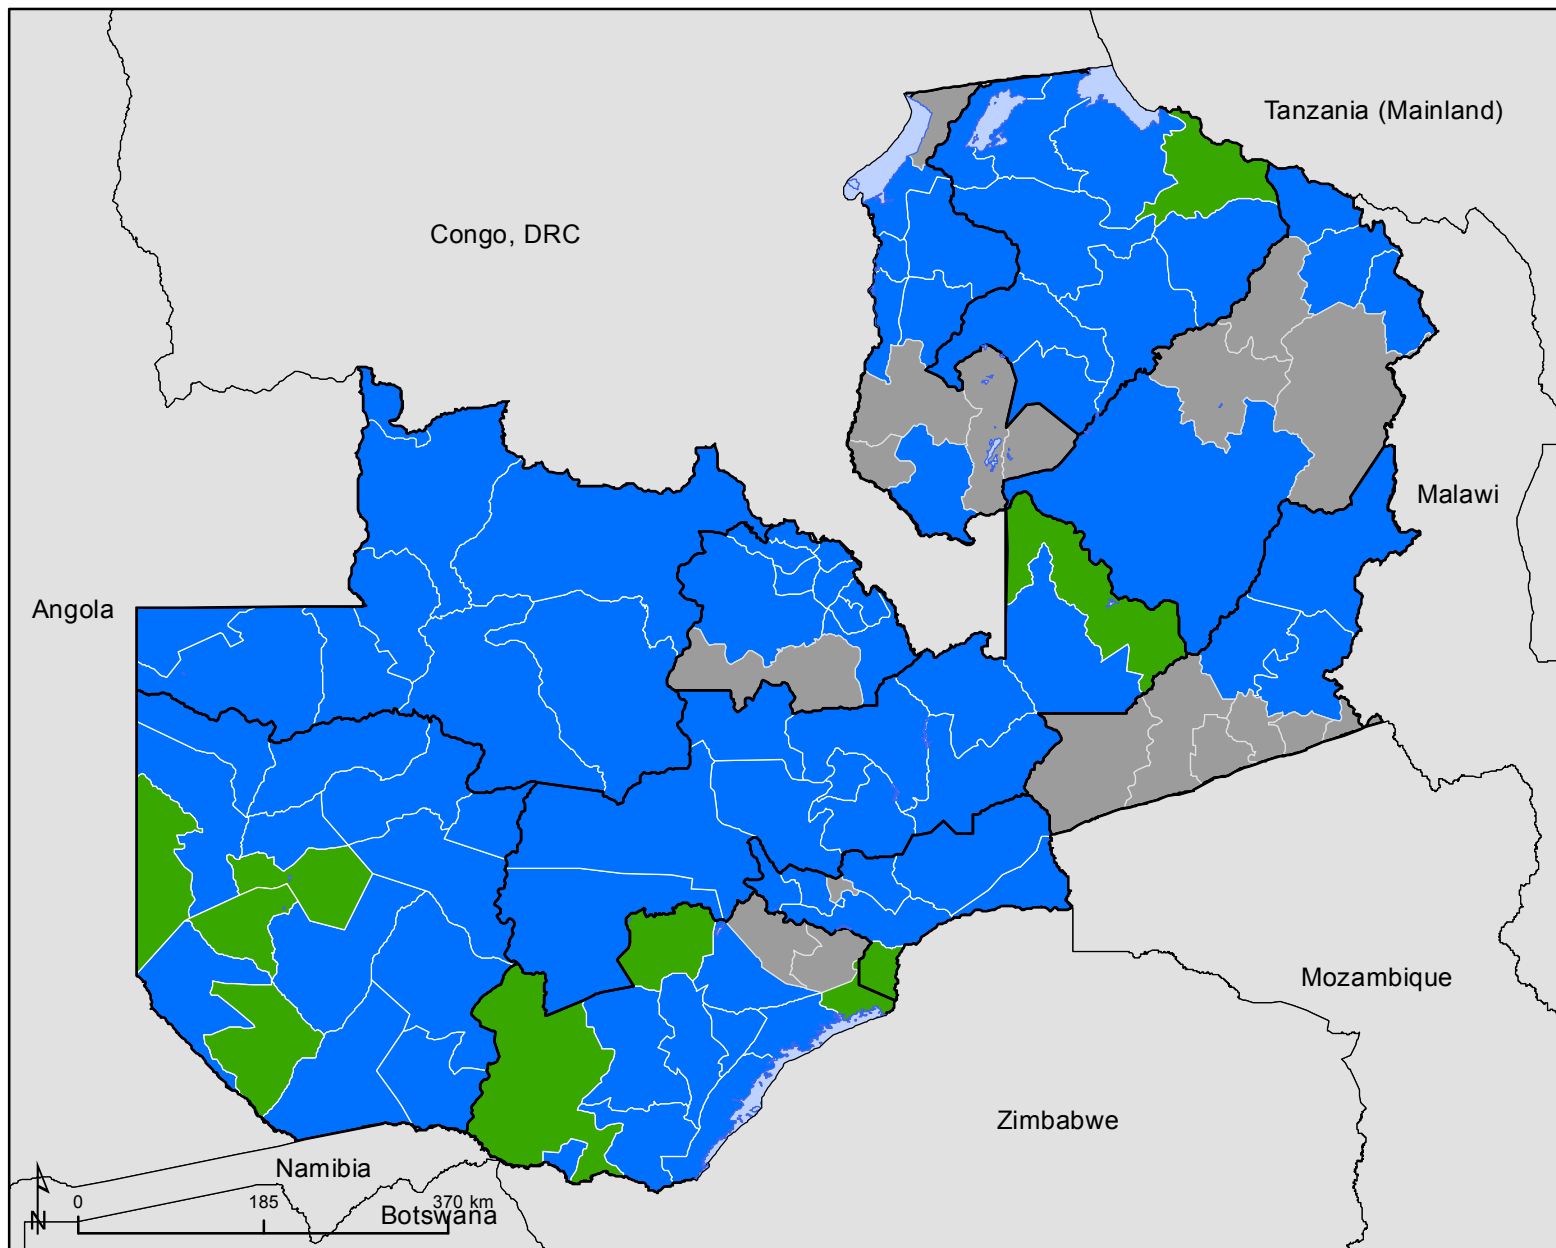 Tanzania (Mainland)
Congo, DRC
Malawi
Angola
Mozambique
Zimbabwe
Namibia
N
0 185 370 km
Botswana